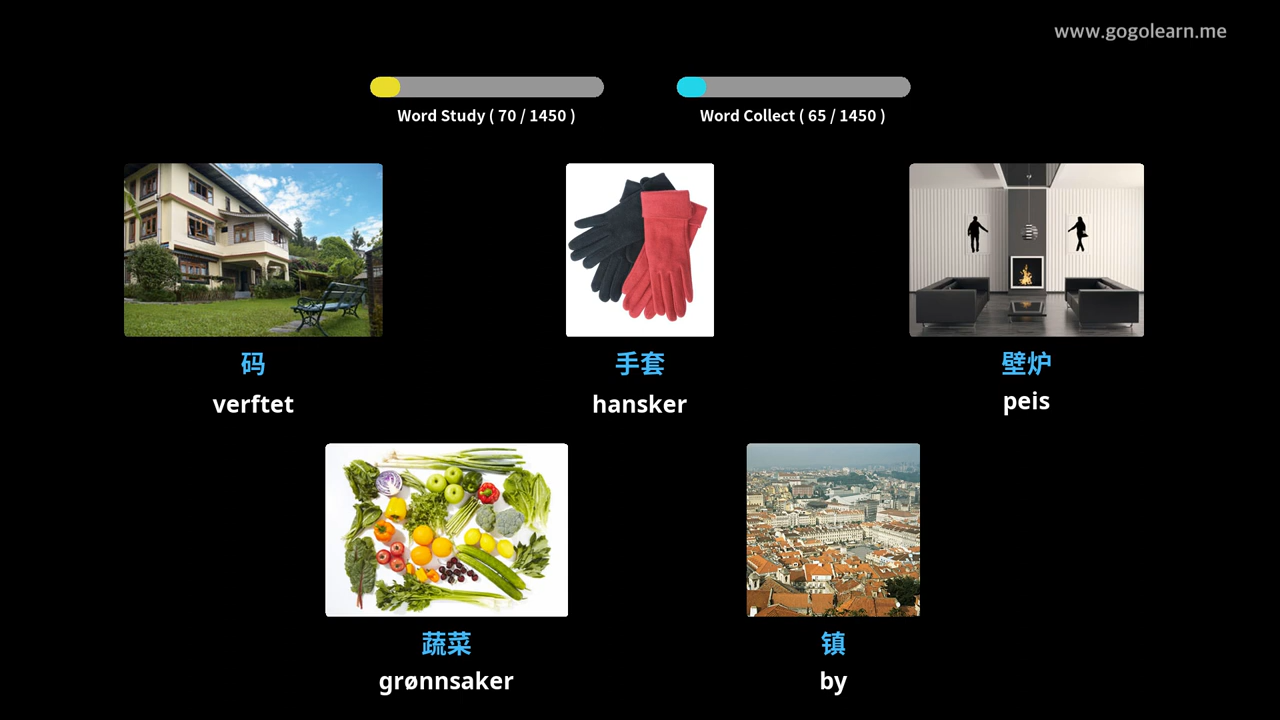 www.gogolearn.me
Word Study ( 70 / 1450 )
Word Collect ( 65 / 1450 )
码
手套
壁炉
verftet
hansker
peis
蔬菜
镇
grønnsaker
by